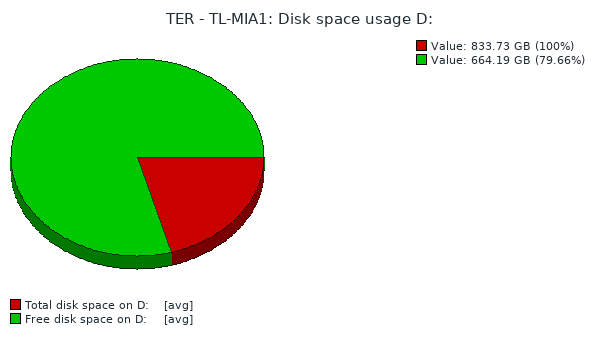 TER - TL-MIA1: Disk space usage D:
Value: 833.73 GB (100%)
Value: 664.19 GB (79.66%)
Total disk space on D: [avg]
Free disk space on D: [avg]